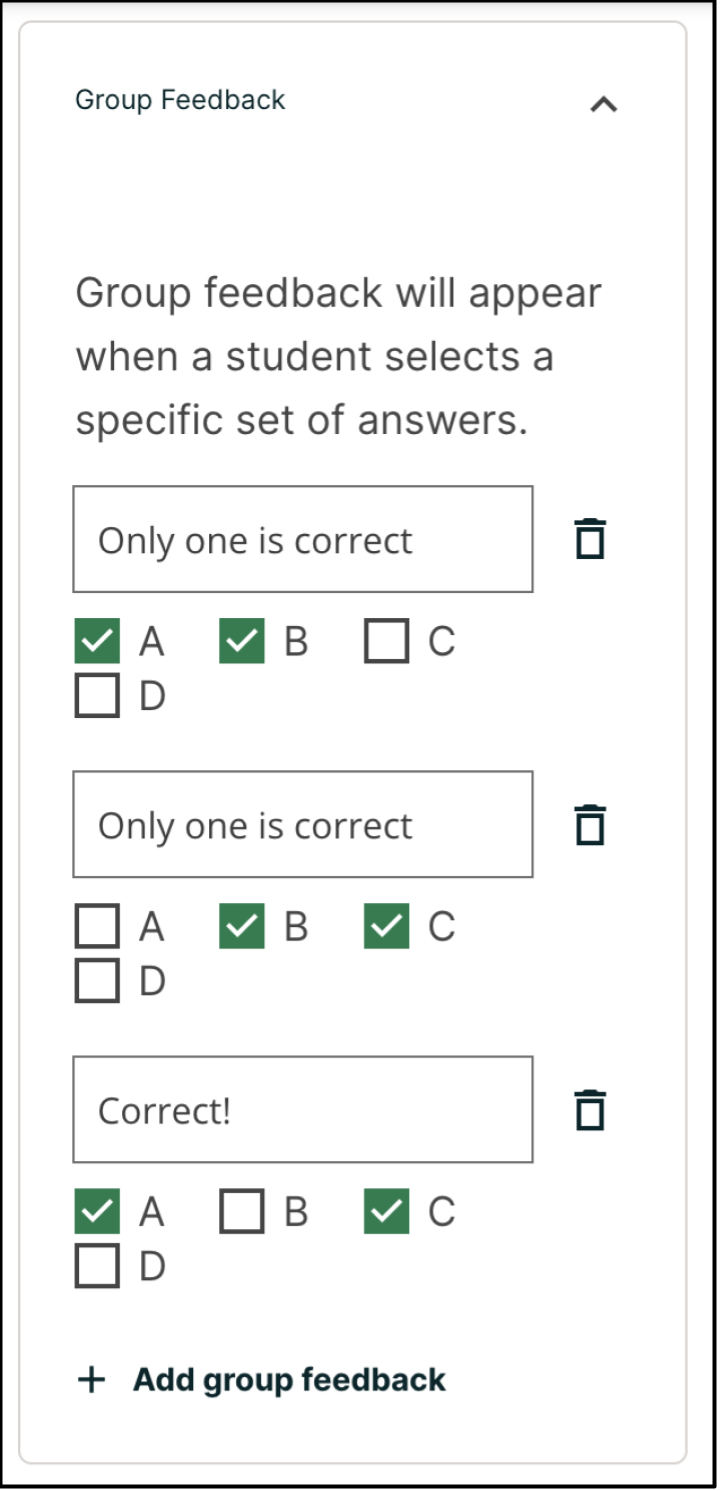 Group Feedback
Group feedback will appear
when a student selects a
specific set of answers.
Only one is correct
A B C
D
Only one is correct
A B C
D
Correct!
A B C
D
+ Add group feedback